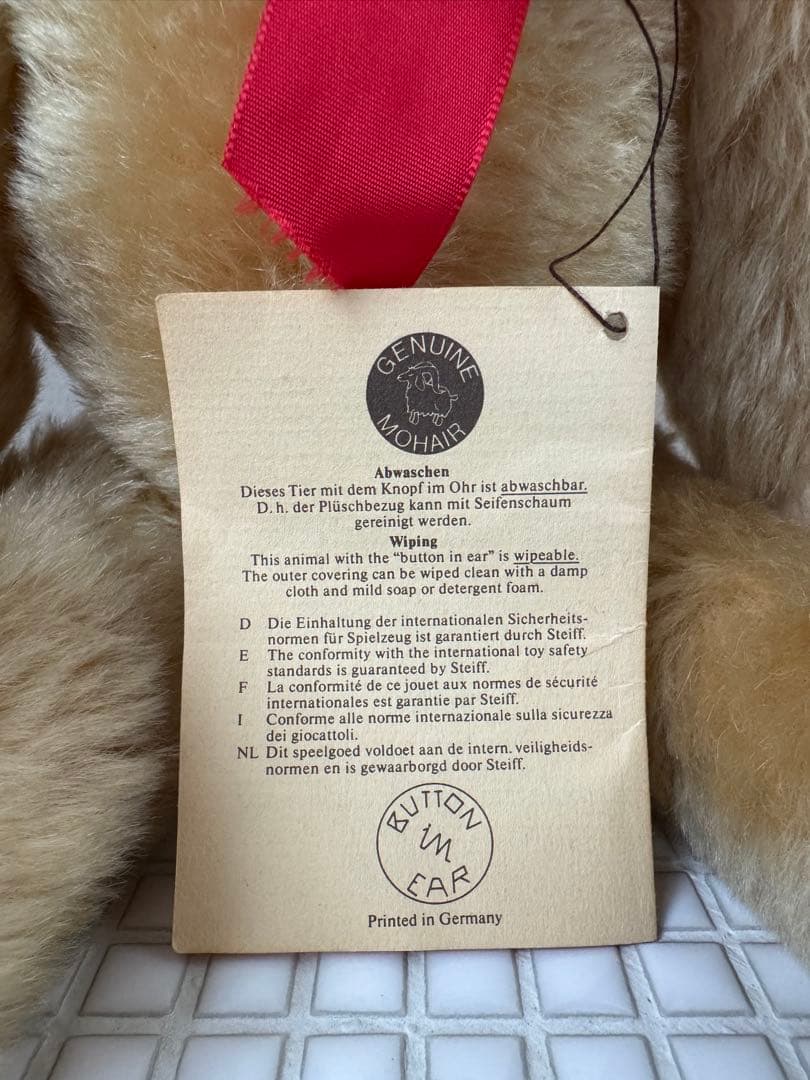 GENUINE
MOHAIR
Abwaschen
Dieses Tier mit dem Knopf im Ohr ist abwaschbar.
D. h. der Plüschbezug kann mit Seifenschaum
gereinigt werden.
Wiping
This animal with the “button in ear” is wipeable.
The outer covering can be wiped clean with a damp
cloth and mild soap or detergent foam.
D Die Einhaltung der internationalen Sicherheits-
normen für Spielzeug ist garantiert durch Steiff.
E The conformity with the international toy safety
standards is guaranteed by Steiff.
F La conformité de ce jouet aux normes de sécurité
internationales est garantie par Steiff.
I Conforme alle norme internazionale sulla sicurezza
dei giocattoli.
NL Dit speelgoed voldoet aan de intern. veiligheids-
normen en is gewaarborgd door Steiff.
BUTTON
im
EAR
Printed in Germany